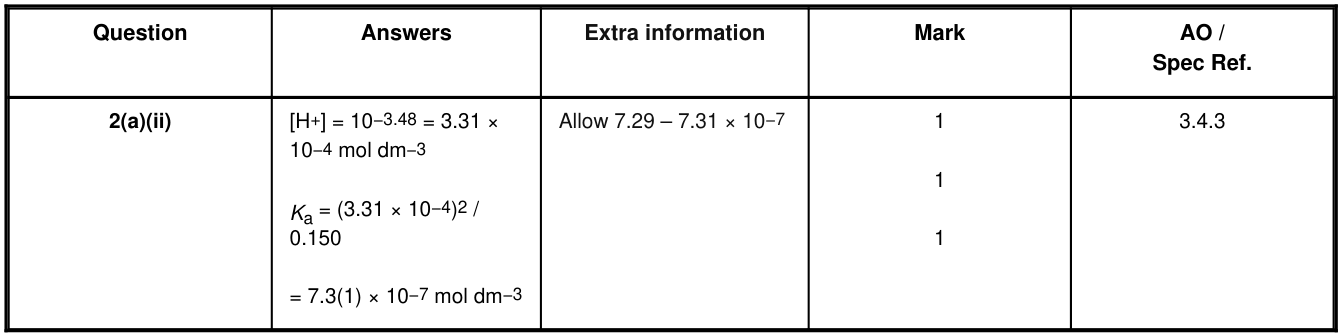 Question Answers Extra information Mark AO /
Spec Ref.
2(a)(ii) [H+] = 10−3.48 = 3.31 × Allow 7.29 – 7.31 × 10−7 1 3.4.3
10−4 mol dm−3
1
Ka = (3.31 × 10−4)2 /
0.150 1
= 7.3(1) × 10−7 mol dm−3